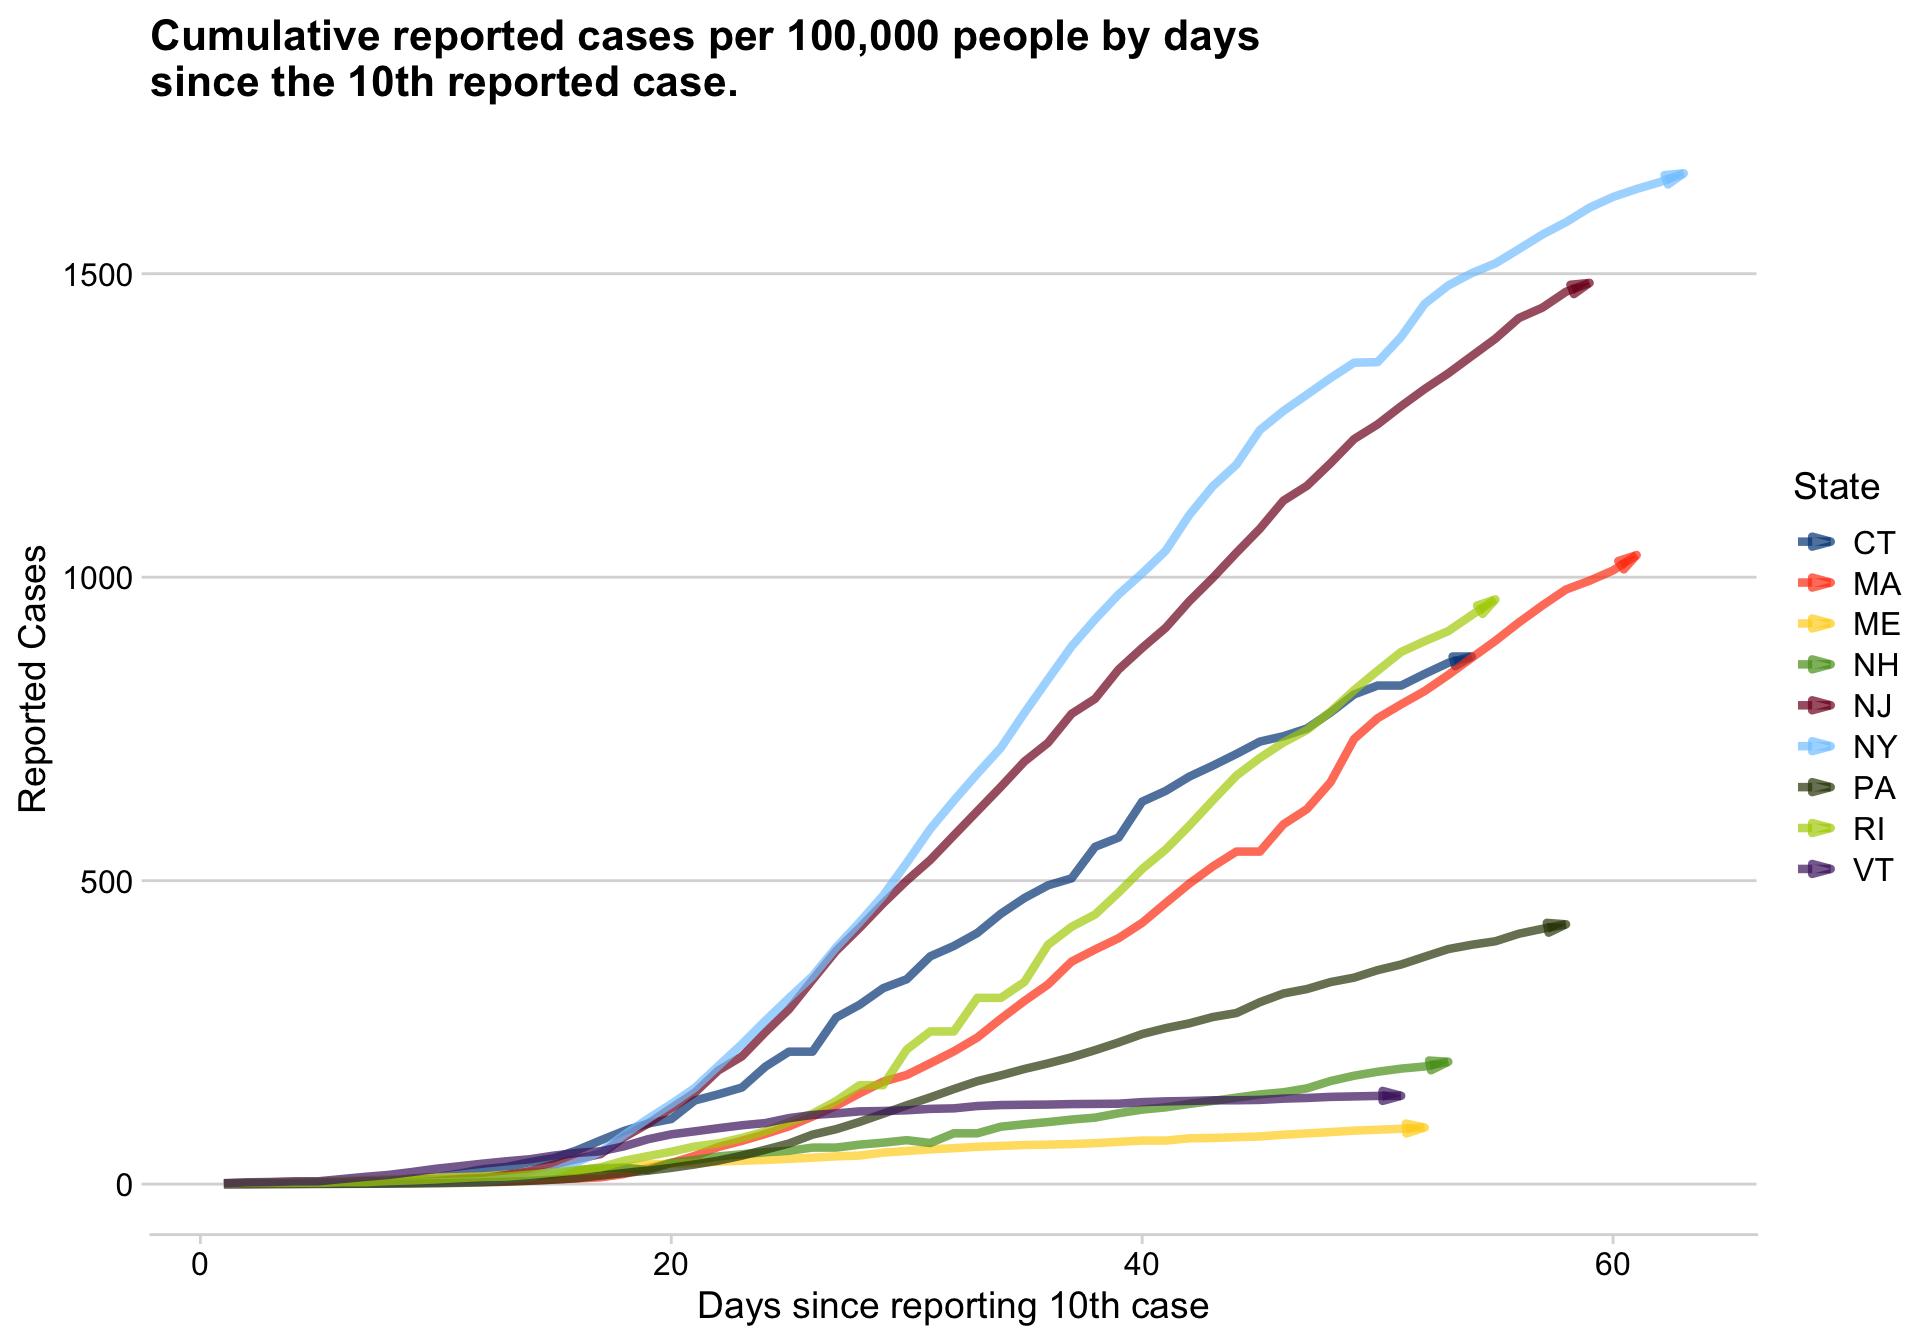 Cumulative reported cases per 100,000 people by days
since the 10th reported case.
Reported Cases
1500
1000
500
0
0 20 40 60
Days since reporting 10th case
State
CT
MA
ME
NH
NJ
NY
PA
RI
VT